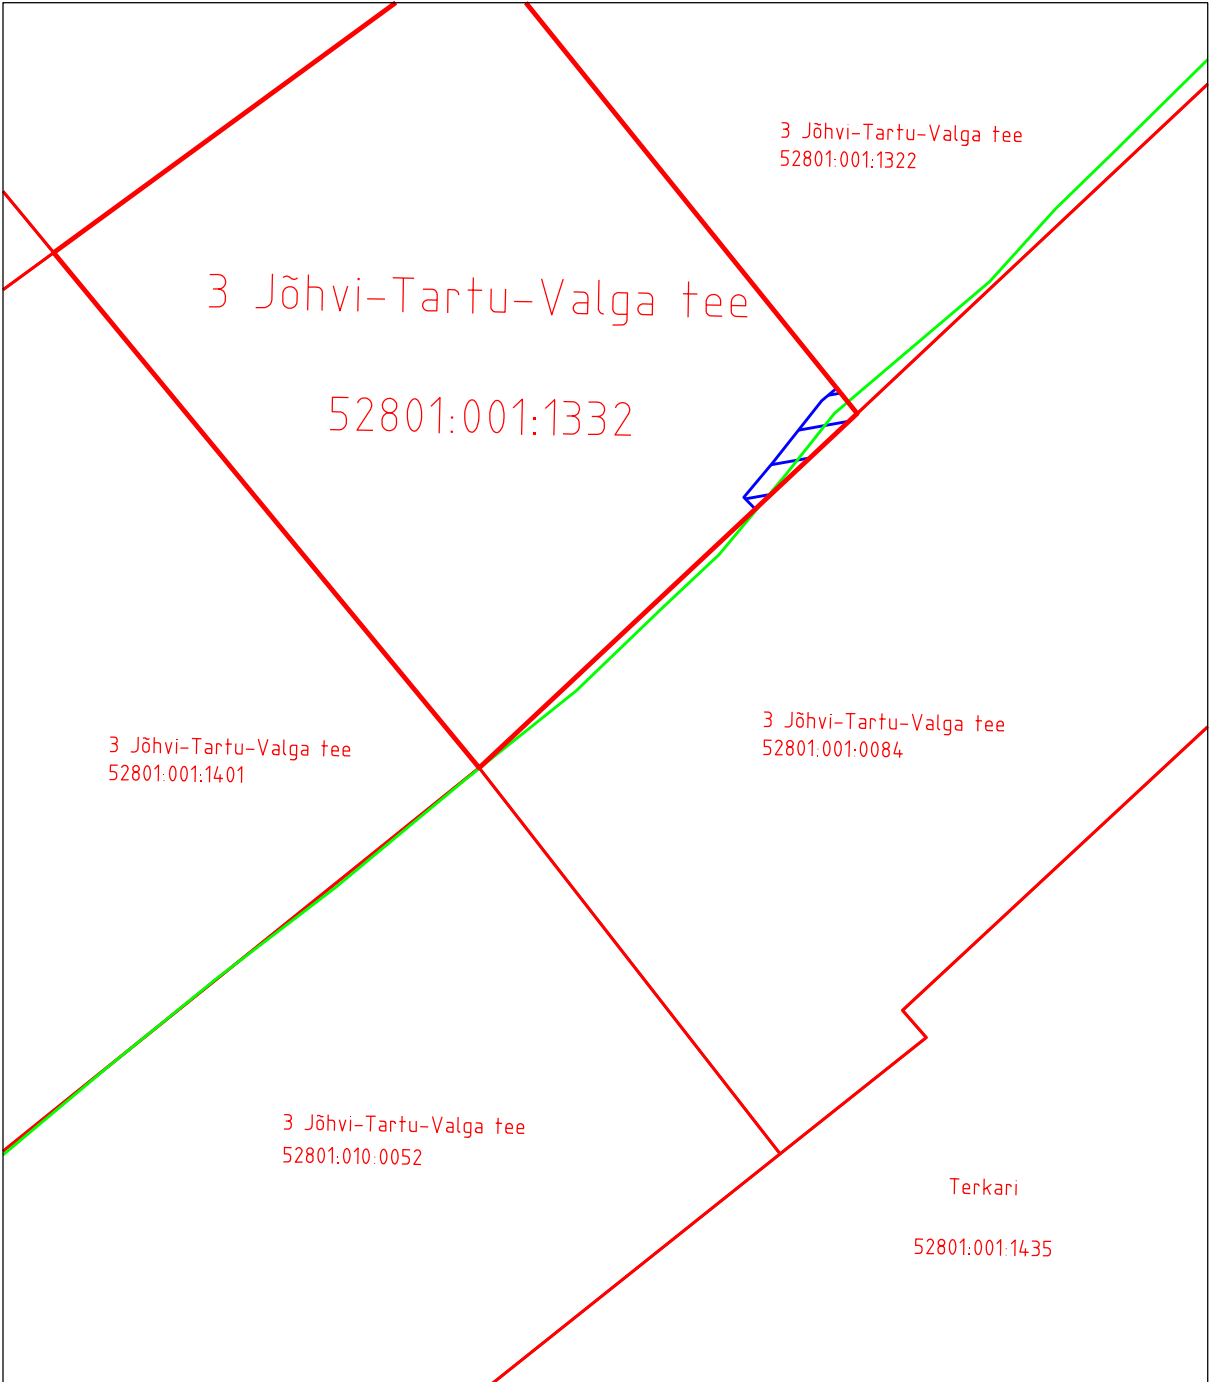 3 Jõhvi-Tartu-Valga tee
52801:001:1322
3 Jõhvi-Tartu-Valga tee
52801:001:1332
3 Jõhvi-Tartu-Valga tee
52801:001:0084
3 Jõhvi-Tartu-Valga tee
52801:001:1401
3 Jõhvi-Tartu-Valga tee
52801:010:0052
Terkari
52801:001:1435